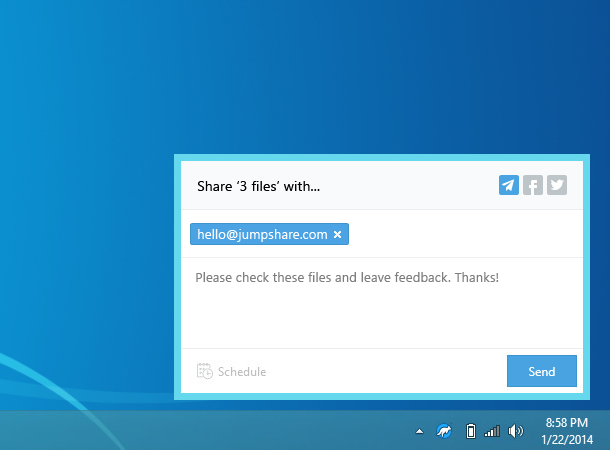 Share ‘3 files’ with...
hello@jumpshare.com ×
Please check these files and leave feedback. Thanks!
Schedule
Send
8:58 PM
1/22/2014